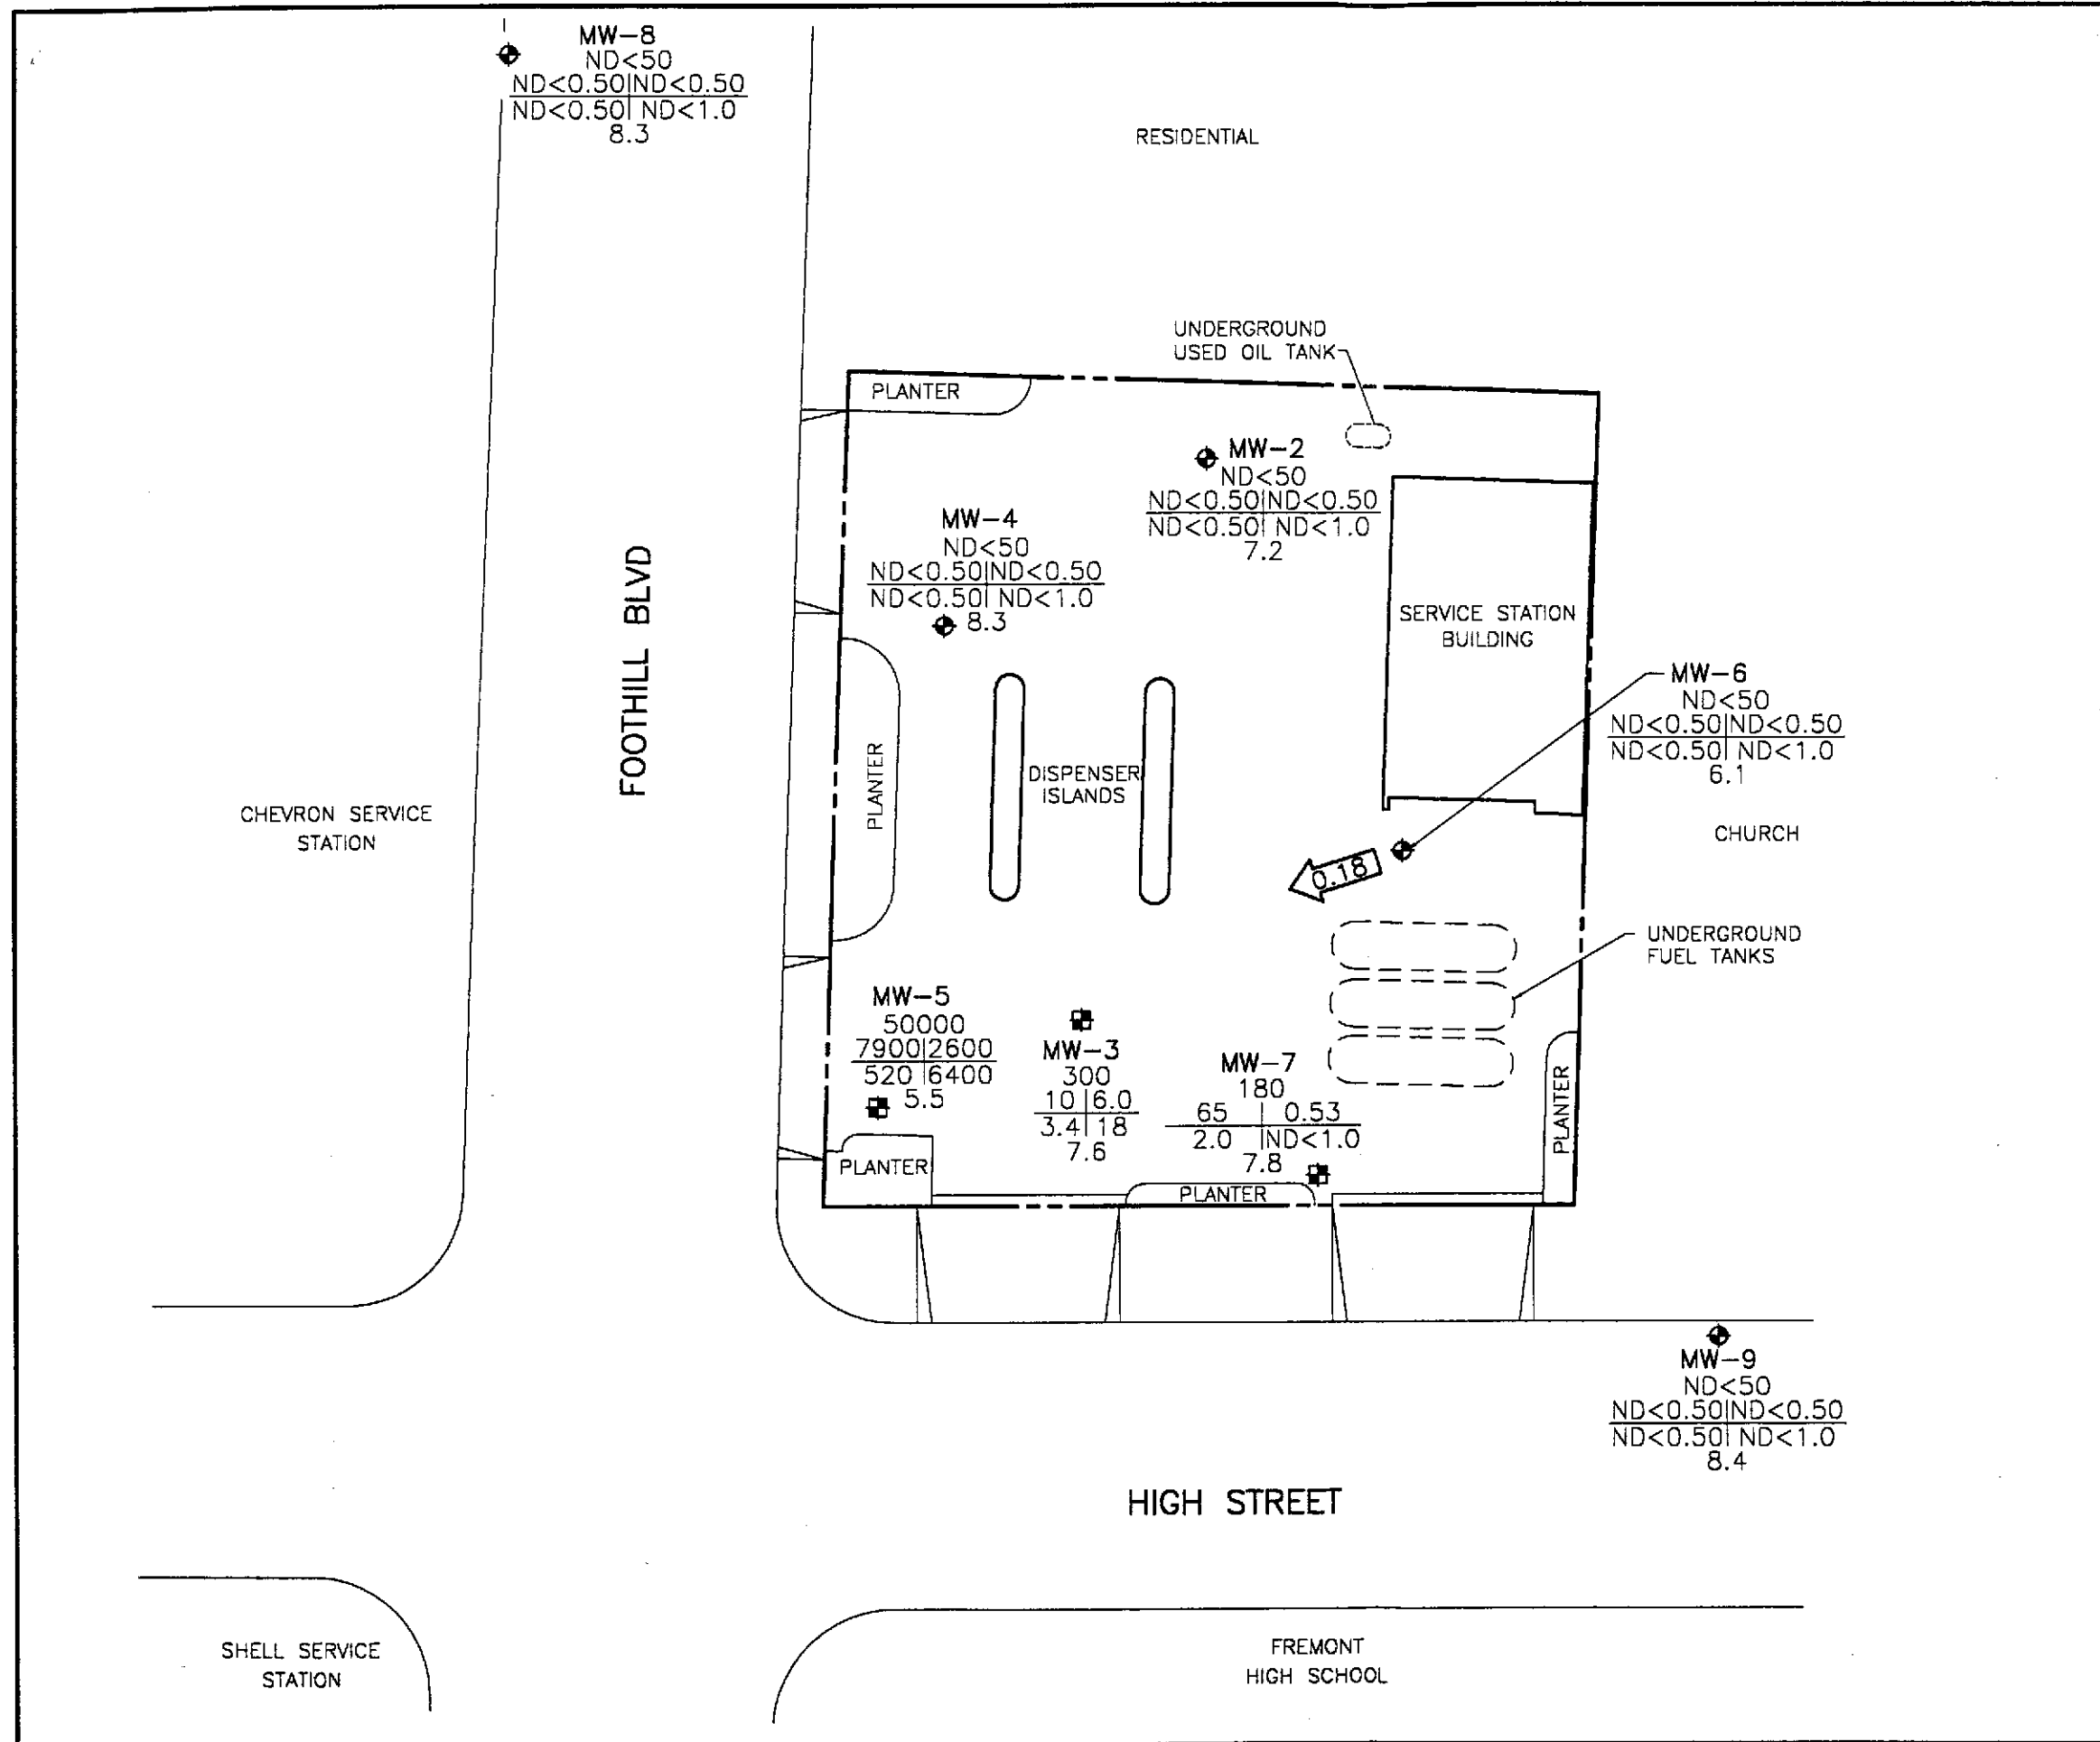 MW-8
ND<50
ND<0.50|ND<0.50
ND<0.50| ND<1.0
8.3
RESIDENTIAL
UNDERGROUND
USED OIL TANK
PLANTER
MW-2
ND<50
ND<0.50|ND<0.50
ND<0.50| ND<1.0
7.2
MW-4
ND<50
ND<0.50|ND<0.50
ND<0.50| ND<1.0
8.3
FOOTHILL BLVD
SERVICE STATION
BUILDING
MW-6
ND<50
ND<0.50|ND<0.50
ND<0.50| ND<1.0
6.1
PLANTER
DISPENSER
ISLANDS
CHEVRON SERVICE
STATION
CHURCH
0.18
UNDERGROUND
FUEL TANKS
MW-5
50000
7900|2600
520 |6400
5.5
MW-3
300
10 | 6.0
3.4| 18
7.6
MW-7
180
65 | 0.53
2.0 |ND<1.0
7.8
PLANTER
PLANTER
PLANTER
MW-9
ND<50
ND<0.50|ND<0.50
ND<0.50| ND<1.0
8.4
HIGH STREET
SHELL SERVICE
STATION
FREMONT
HIGH SCHOOL